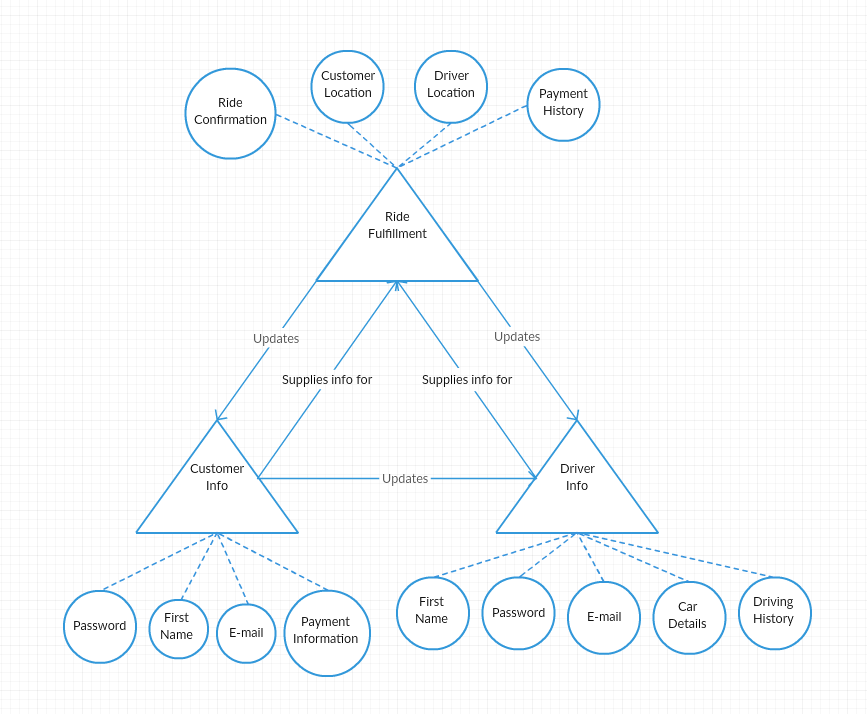 Ride
Confirmation
Customer
Location
Driver
Location
Payment
History
Ride
Fulfillment
Updates
Updates
Supplies info for
Supplies info for
Customer
Info
Updates
Driver
Info
Password
First
Name
E-mail
Payment
Information
First
Name
Password
E-mail
Car
Details
Driving
History